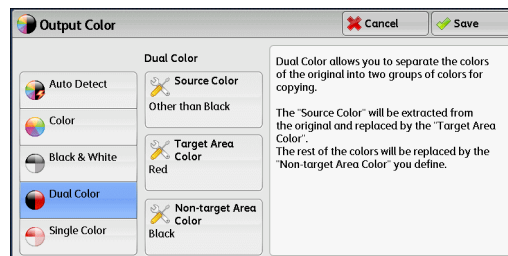 Output Color
Cancel
Save
Auto Detect
Color
Black & White
Dual Color
Single Color
Dual Color
Source Color
Other than Black
Target Area
Color
Red
Non-target Area
Color
Black
Dual Color allows you to separate the colors
of the original into two groups of colors for
copying.
The "Source Color" will be extracted from
the original and replaced by the "Target Area
Color".
The rest of the colors will be replaced by the
"Non-target Area Color" you define.